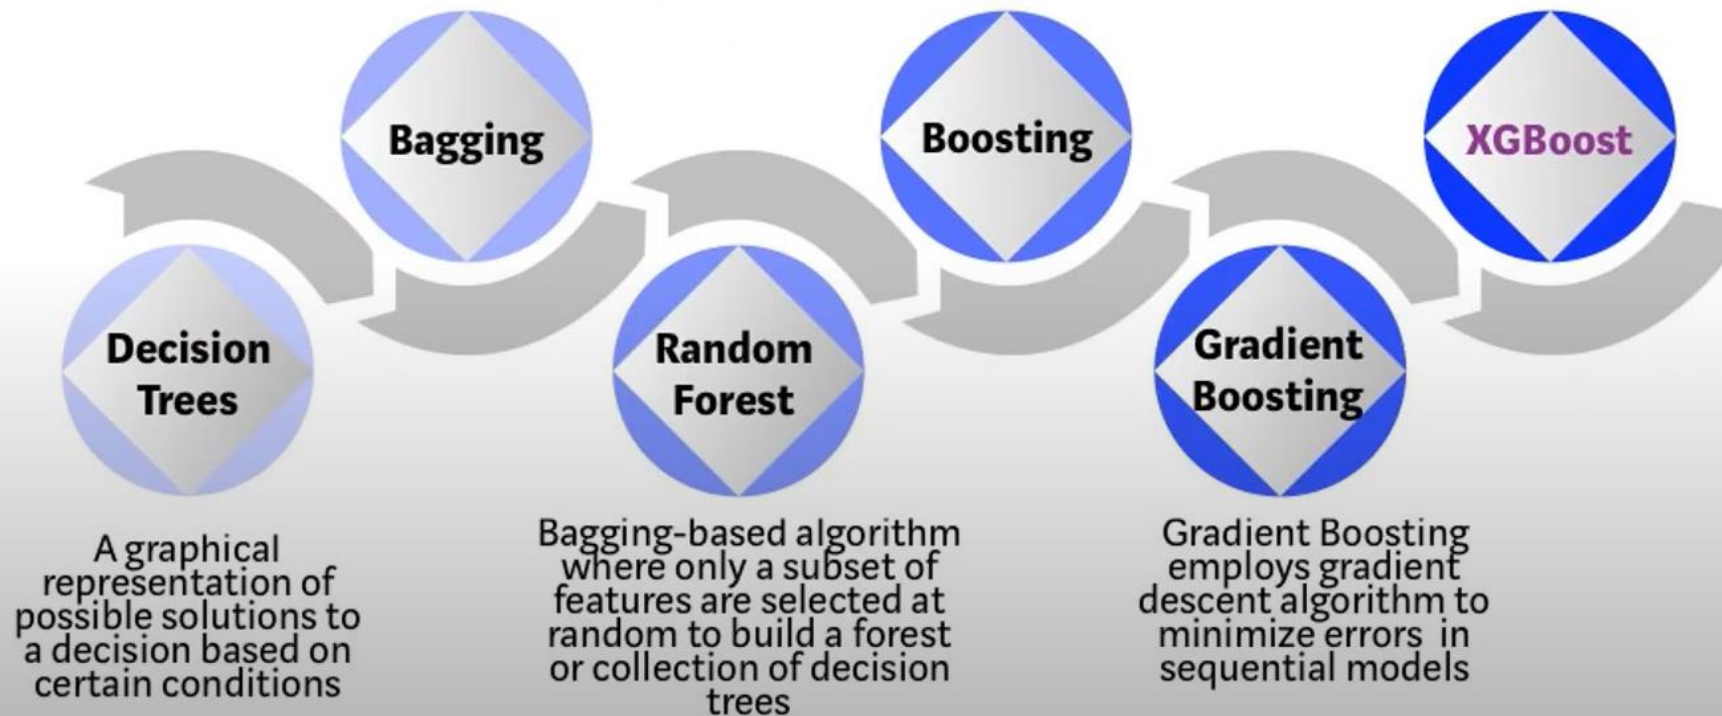 Bagging
Boosting
XGBoost
Decision
Trees
Random
Forest
Gradient
Boosting
A graphical
representation of
possible solutions to
a decision based on
certain conditions
Bagging-based algorithm
where only a subset of
features are selected at
random to build a forest
or collection of decision
trees
Gradient Boosting
employs gradient
descent algorithm to
minimize errors in
sequential models